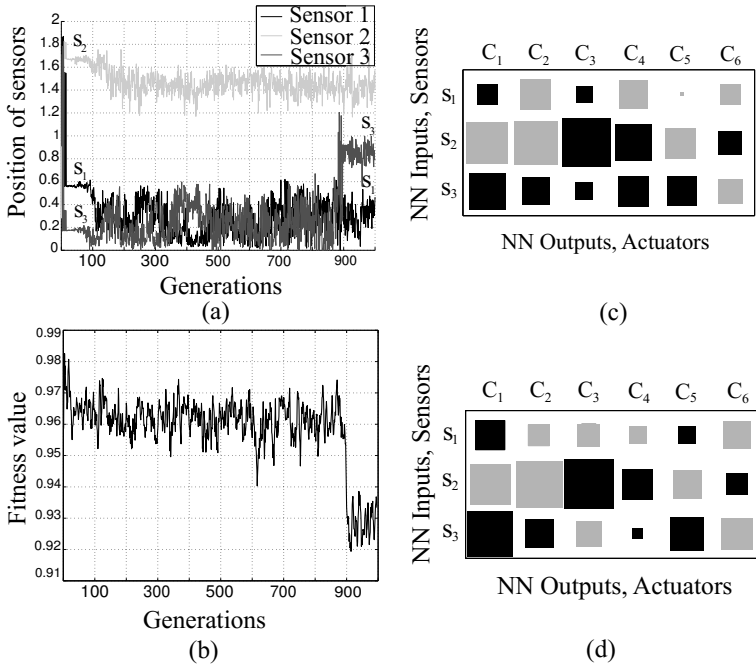 Sensor 1
Sensor 2
Sensor 3
2
1.8
1.6
1.4
1.2
1
0.8
0.6
0.4
0.2
0
Position of sensors
S2
S1
S3
S3
S1
100 300 500 700 900
Generations
(a)
C1 C2 C3 C4 C5 C6
S1
S2
S3
NN Inputs, Sensors
NN Outputs, Actuators
(c)
0.99
0.98
0.97
0.96
0.95
0.94
0.93
0.92
0.91
Fitness value
100 300 500 700 900
Generations
(b)
C1 C2 C3 C4 C5 C6
S1
S2
S3
NN Inputs, Sensors
NN Outputs, Actuators
(d)